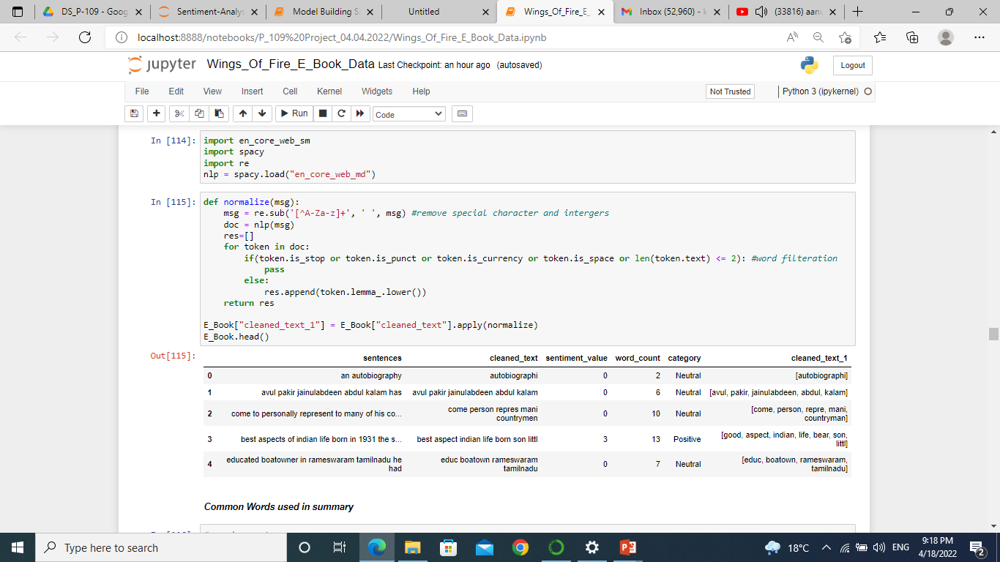 DS_P-109 - Goog
Sentiment-Analys
Model Building S
Untitled
Wings_Of_Fire_E_
Inbox (52,960) - k
(33816) aanu
localhost:8888/notebooks/P_109%20Project_04.04.2022/Wings_Of_Fire_E_Book_Data.ipynb
jupyter Wings_Of_Fire_E_Book_Data Last Checkpoint: an hour ago (autosaved)
Logout
File Edit View Insert Cell Kernel Widgets Help
Not Trusted
Python 3 (ipykernel)
Run
Code
In [114]: import en_core_web_sm
import spacy
import re
nlp = spacy.load("en_core_web_md")
In [115]: def normalize(msg):
msg = re.sub('[^A-Za-z]+', ' ', msg) #remove special character and intergers
doc = nlp(msg)
res=[]
for token in doc:
if(token.is_stop or token.is_punct or token.is_currency or token.is_space or len(token.text) <= 2): #word filteration
pass
else:
res.append(token.lemma_.lower())
return res
E_Book["cleaned_text_1"] = E_Book["cleaned_text"].apply(normalize)
E_Book.head()
Out[115]:
sentences cleaned_text sentiment_value word_count category cleaned_text_1
0 an autobiography autobiographi 0 2 Neutral [autobiographi]
1 avul pakir jainulabdeen abdul kalam has avul pakir jainulabdeen abdul kalam 0 6 Neutral [avul, pakir, jainulabdeen, abdul, kalam]
2 come to personally represent to many of his co... come person repres mani countrymen 0 10 Neutral [come, person, repre, mani, countryman]
3 best aspects of indian life born in 1931 the s... best aspect indian life born son littl 3 13 Positive [good, aspect, indian, life, bear, son, littl]
4 educated boatowner in rameswaram tamilnadu he had educ boatown rameswaram tamilnadu 0 7 Neutral [educ, boatown, rameswaram, tamilnadu]
Common Words used in summary
Type here to search
18°C
ENG
9:18 PM
4/18/2022
2